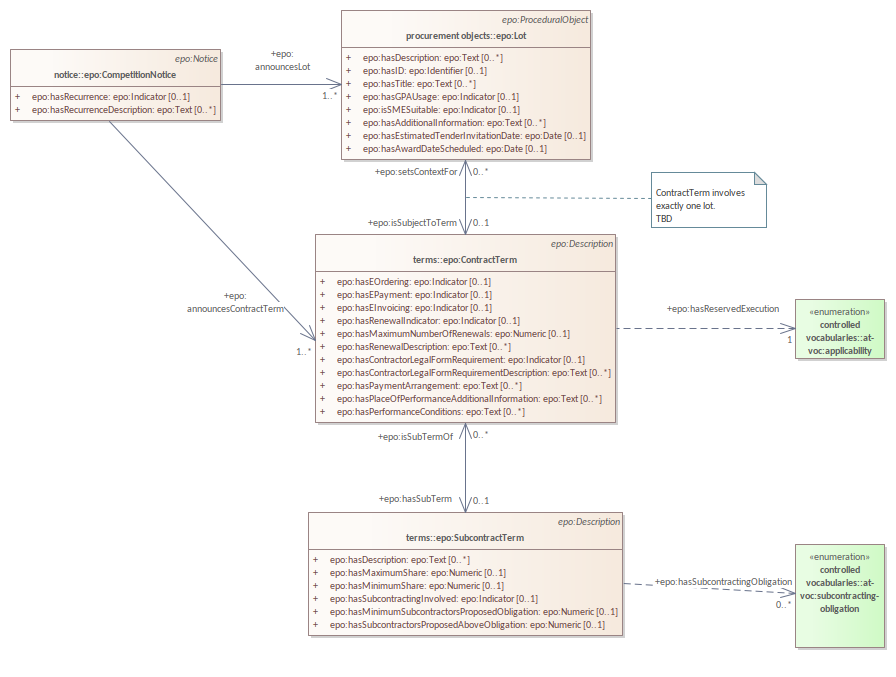 epo:ProceduralObject
procurement objects::epo:Lot
+ epo:hasDescription: epo:Text [0..*]
+ epo:hasID: epo:Identifier [0..1]
+ epo:hasTitle: epo:Text [0..*]
+ epo:hasGPAUsage: epo:Indicator [0..1]
+ epo:isSMESuitable: epo:Indicator [0..1]
+ epo:hasAdditionalInformation: epo:Text [0..*]
+ epo:hasEstimatedTenderInvitationDate: epo:Date [0..1]
+ epo:hasAwardDateScheduled: epo:Date [0..1]
epo:Notice
notice::epo:CompetitionNotice
+ epo:hasRecurrence: epo:Indicator [0..1]
+ epo:hasRecurrenceDescription: epo:Text [0..*]
+epo:
announcesLot
1..*
+epo:setsContextFor
0..*
+epo:isSubjectToTerm
0..1
ContractTerm involves
exactly one lot.
TBD
epo:Description
terms::epo:ContractTerm
+ epo:hasEOrdering: epo:Indicator [0..1]
+ epo:hasEPayment: epo:Indicator [0..1]
+ epo:hasEInvoicing: epo:Indicator [0..1]
+ epo:hasRenewalIndicator: epo:Indicator [0..1]
+ epo:hasMaximumNumberOfRenewals: epo:Numeric [0..1]
+ epo:hasRenewalDescription: epo:Text [0..*]
+ epo:hasContractorLegalFormRequirement: epo:Indicator [0..1]
+ epo:hasContractorLegalFormRequirementDescription: epo:Text [0..*]
+ epo:hasPaymentArrangement: epo:Text [0..*]
+ epo:hasPlaceOfPerformanceAdditionalInformation: epo:Text [0..*]
+ epo:hasPerformanceConditions: epo:Text [0..*]
+epo:
announcesContractTerm
1..*
+epo:hasReservedExecution
1
«enumeration»
controlled
vocabularies::at-
voc:applicability
+epo:isSubTermOf
0..*
+epo:hasSubTerm
0..1
epo:Description
terms::epo:SubcontractTerm
+ epo:hasDescription: epo:Text [0..*]
+ epo:hasMaximumShare: epo:Numeric [0..1]
+ epo:hasMinimumShare: epo:Numeric [0..1]
+ epo:hasSubcontractingInvolved: epo:Indicator [0..1]
+ epo:hasMinimumSubcontractorsProposedObligation: epo:Numeric [0..1]
+ epo:hasSubcontractorsProposedAboveObligation: epo:Numeric [0..1]
+epo:hasSubcontractingObligation
0..*
«enumeration»
controlled
vocabularies::at-
voc:subcontracting-
obligation